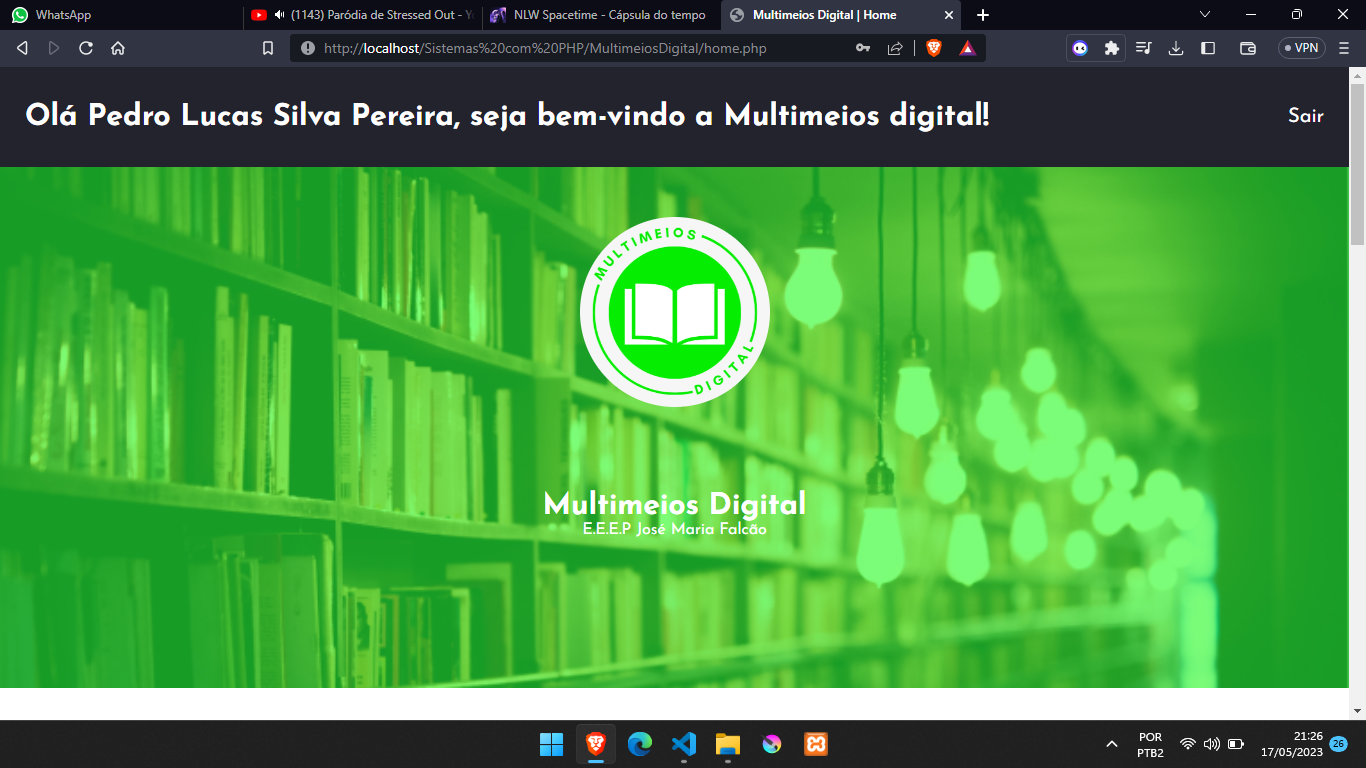 WhatsApp
(1143) Paródia de Stressed Out - Y
NLW Spacetime - Cápsula do tempo
Multimeios Digital | Home
http://localhost/Sistemas%20com%20PHP/MultimeiosDigital/home.php
VPN
Olá Pedro Lucas Silva Pereira, seja bem-vindo a Multimeios digital!
Sair
MULTIMEIOS
DIGITAL
Multimeios Digital
E.E.E.P José Maria Falcão
POR
PTB2
21:26
17/05/2023
26